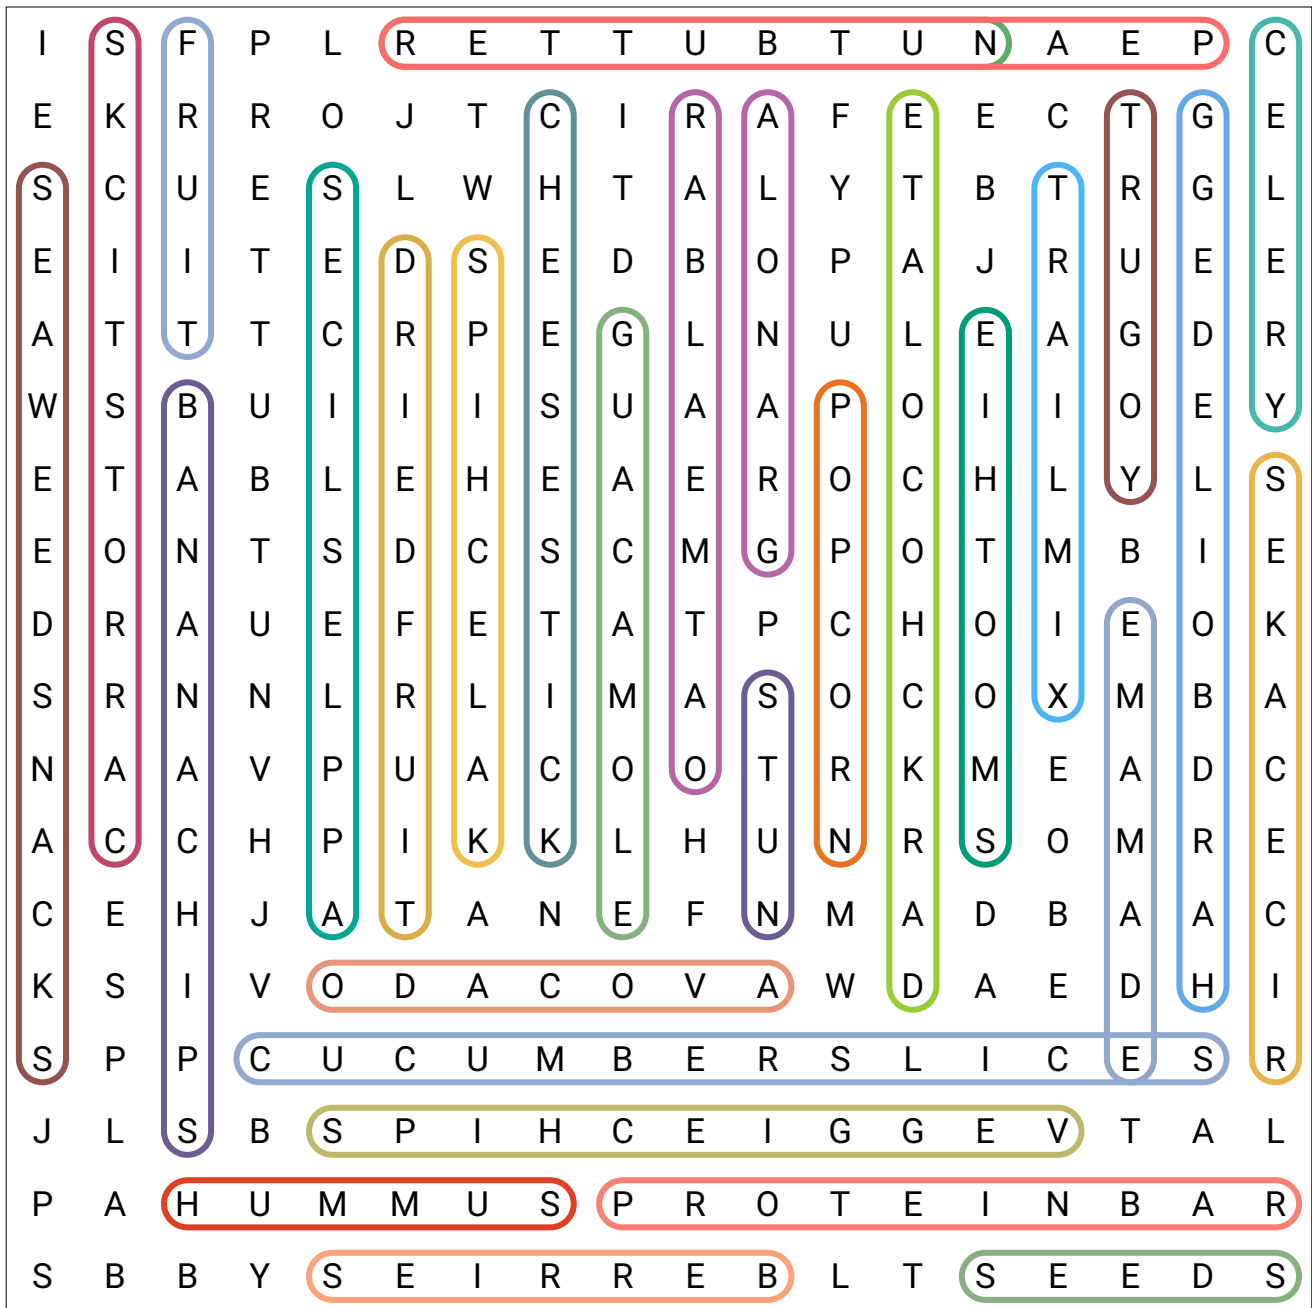 I S F P L R E T T U B T U N A E P C
E K R R O J T C I R A F E E C T G E
S C U E S L W H T A L Y T B T R G L
E I I T E D S E D B O P A J R U E E
A T T T C R P E G L N U L E A G D R
W S B U I I I S U A A P O I I O E Y
E T A B L E H E A E R O C H L Y L S
E O N T S D C S C M G P O T M B I E
D R A U E F E T A T P C H O I E O K
S R N N L R L I M A S O C O X M B A
N A A V P U A C O O T R K M E A D C
A C C H P I K K L H U N R S O M R E
C E H J A T A N E F N M A D B A A C
K S I V O D A C O V A W D A E D H I
S P P C U C U M B E R S L I C E S R
J L S B S P I H C E I G G E V T A L
P A H U M M U S P R O T E I N B A R
S B B Y S E I R R E B L T S E E D S